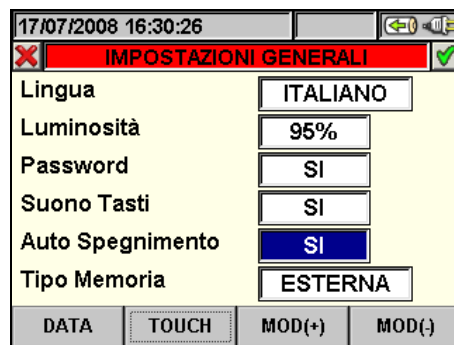 17/07/2008 16:30:26
IMPOSTAZIONI GENERALI
Lingua ITALIANO
Luminosità 95%
Password SI
Suono Tasti SI
Auto Spegnimento SI
Tipo Memoria ESTERNA
DATA TOUCH MOD(+) MOD(-)